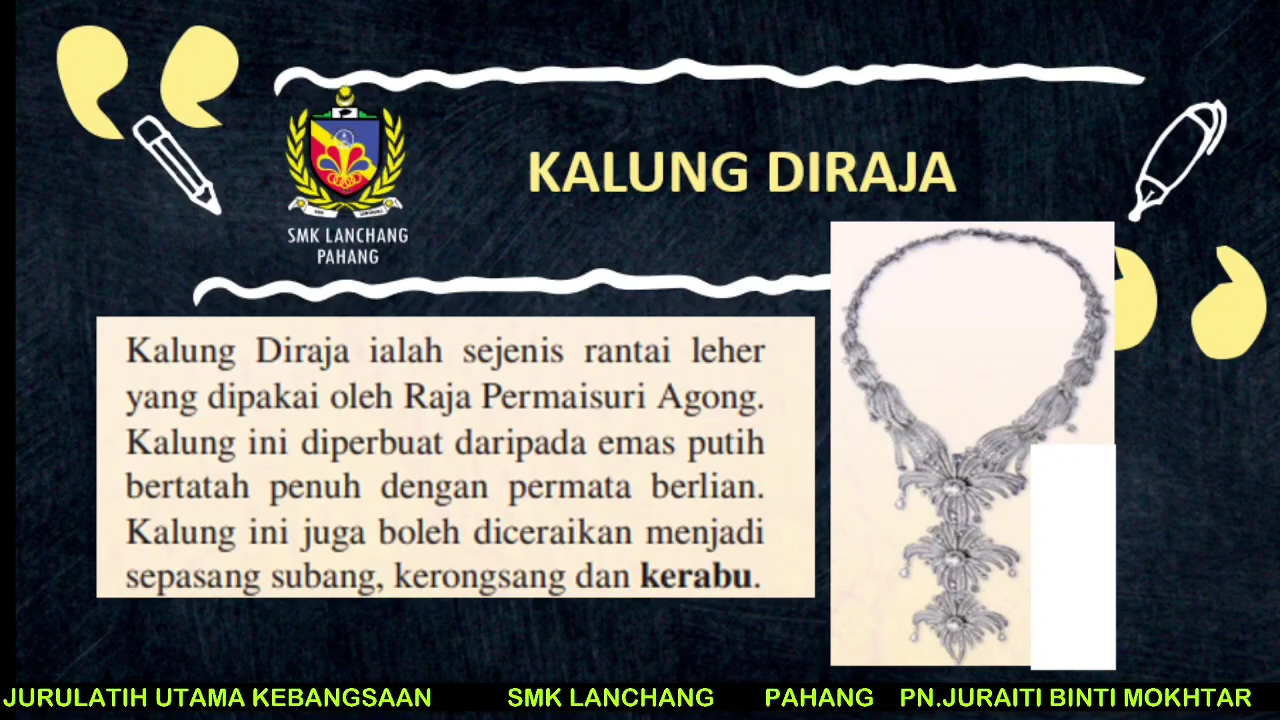 KALUNG DIRAJA
SMK LANCHANG
PAHANG
Kalung Diraja ialah sejenis rantai leher
yang dipakai oleh Raja Permaisuri Agong.
Kalung ini diperbuat daripada emas putih
bertatah penuh dengan permata berlian.
Kalung ini juga boleh diceraikan menjadi
sepasang subang, kerongsang dan kerabu.
JURULATIH UTAMA KEBANGSAAN SMK LANCHANG PAHANG PN.JURAITI BINTI MOKHTAR